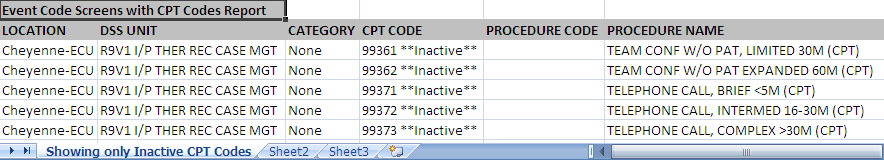 Event Code Screens with CPT Codes Report
LOCATION DSS UNIT CATEGORY CPT CODE PROCEDURE CODE PROCEDURE NAME
Cheyenne-ECU R9V1 I/P THER REC CASE MGT None 99361 **Inactive** TEAM CONF W/O PAT, LIMITED 30M (CPT)
Cheyenne-ECU R9V1 I/P THER REC CASE MGT None 99362 **Inactive** TEAM CONF W/O PAT EXPANDED 60M (CPT)
Cheyenne-ECU R9V1 I/P THER REC CASE MGT None 99371 **Inactive** TELEPHONE CALL, BRIEF <5M (CPT)
Cheyenne-ECU R9V1 I/P THER REC CASE MGT None 99372 **Inactive** TELEPHONE CALL, INTERMED 16-30M (CPT)
Cheyenne-ECU R9V1 I/P THER REC CASE MGT None 99373 **Inactive** TELEPHONE CALL, COMPLEX >30M (CPT)
Showing only Inactive CPT Codes Sheet2 Sheet3